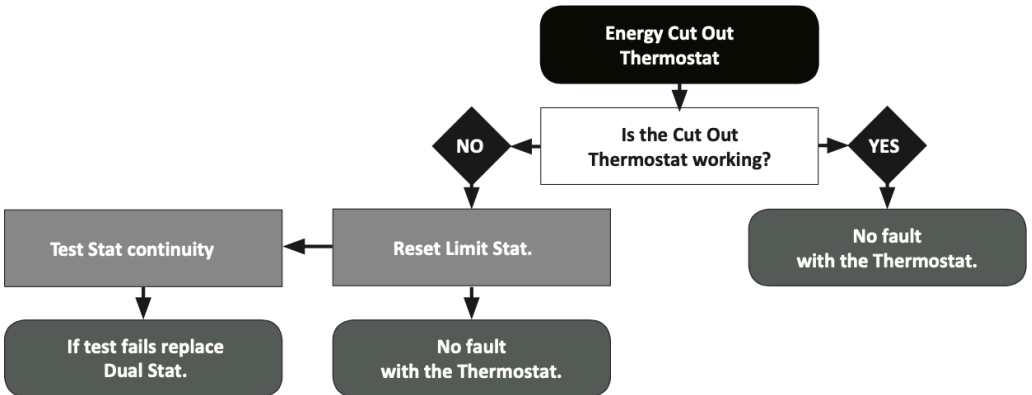 Energy Cut Out
Thermostat
Is the Cut Out
Thermostat working?
NO
YES
Test Stat continuity
Reset Limit Stat.
No fault
with the Thermostat.
If test fails replace
Dual Stat.
No fault
with the Thermostat.